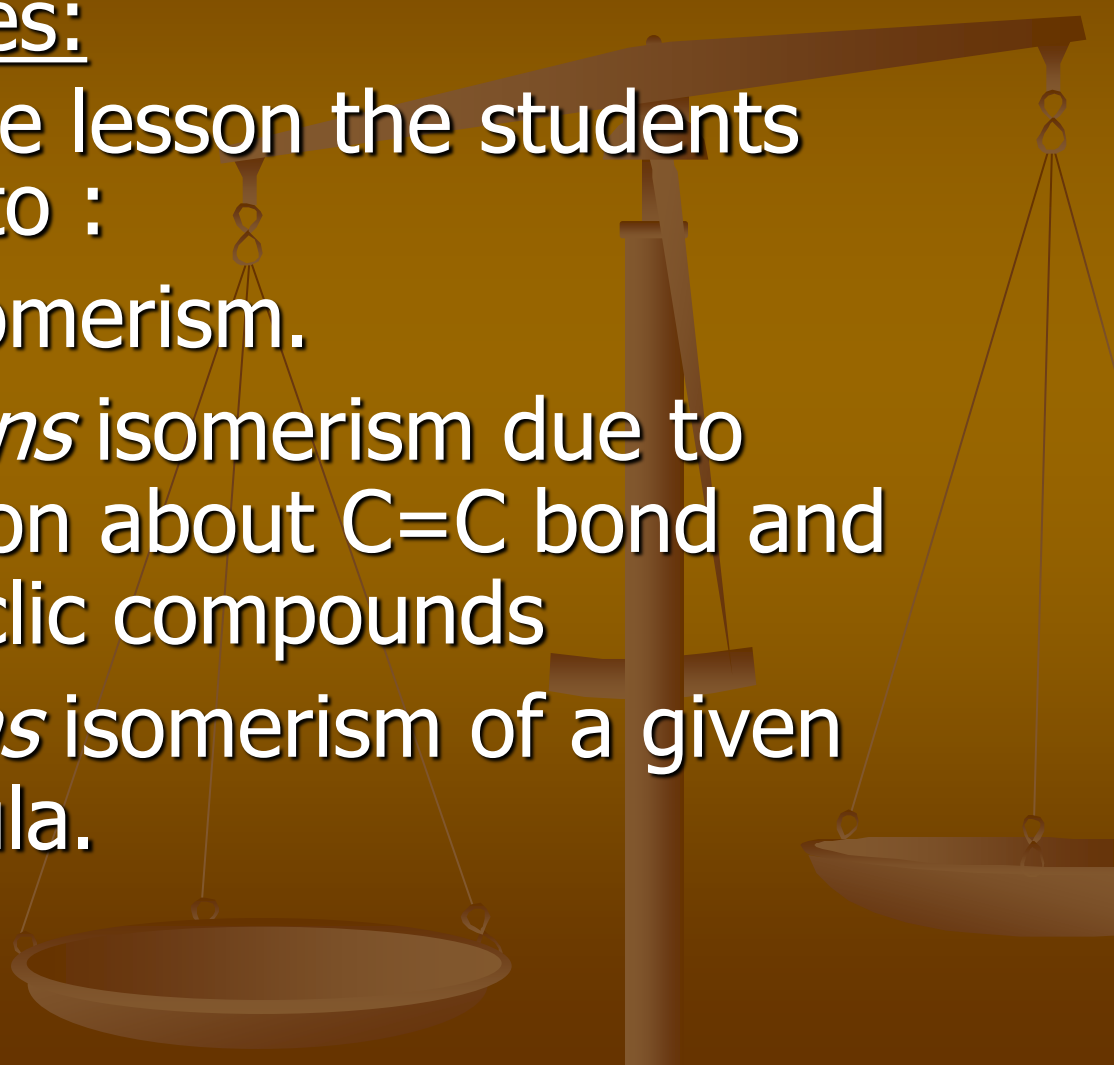 es:
e lesson the students
to :
omerism.
ns isomerism due to
on about C=C bond and
clic compounds
s isomerism of a given
ula.